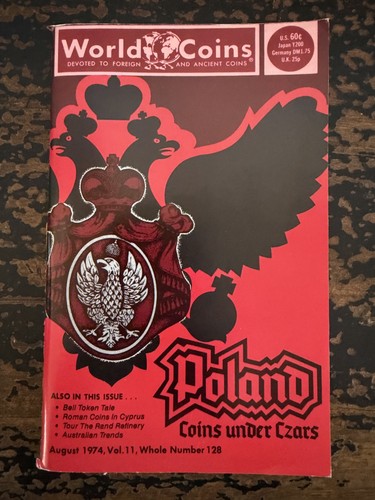 World Coins
DEVOTED TO FOREIGN AND ANCIENT COINS
U.S. 60¢
Japan 1200
Germany DM2.75
U.K. 25p
Poland
Coins under Czars
ALSO IN THIS ISSUE . . .
• Bell Token Tale
• Roman Coins In Cyprus
• Tour The Rand Refinery
• Australian Trends
August 1974, Vol. 11, Whole Number 128